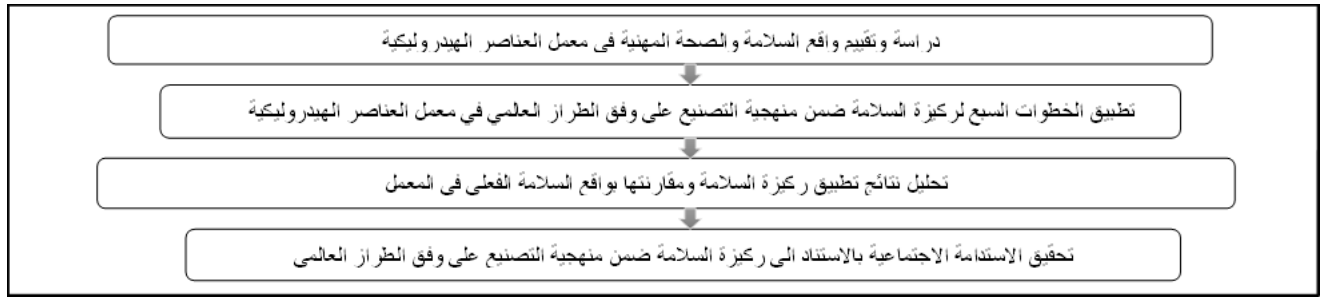 دراسة وتقييم واقع السلامة والصحة المهنية في معمل العناصر الهيدروليكية
تطبيق الخطوات السبع لركيزة السلامة ضمن منهجية التصنيع على وفق الطراز العالمي في معمل العناصر الهيدروليكية
تحليل نتائج تطبيق ركيزة السلامة ومقارنتها بواقع السلامة الفعلي في المعمل
تحقيق الاستدامة الاجتماعية بالاستناد الى ركيزة السلامة ضمن منهجية التصنيع على وفق الطراز العالمي